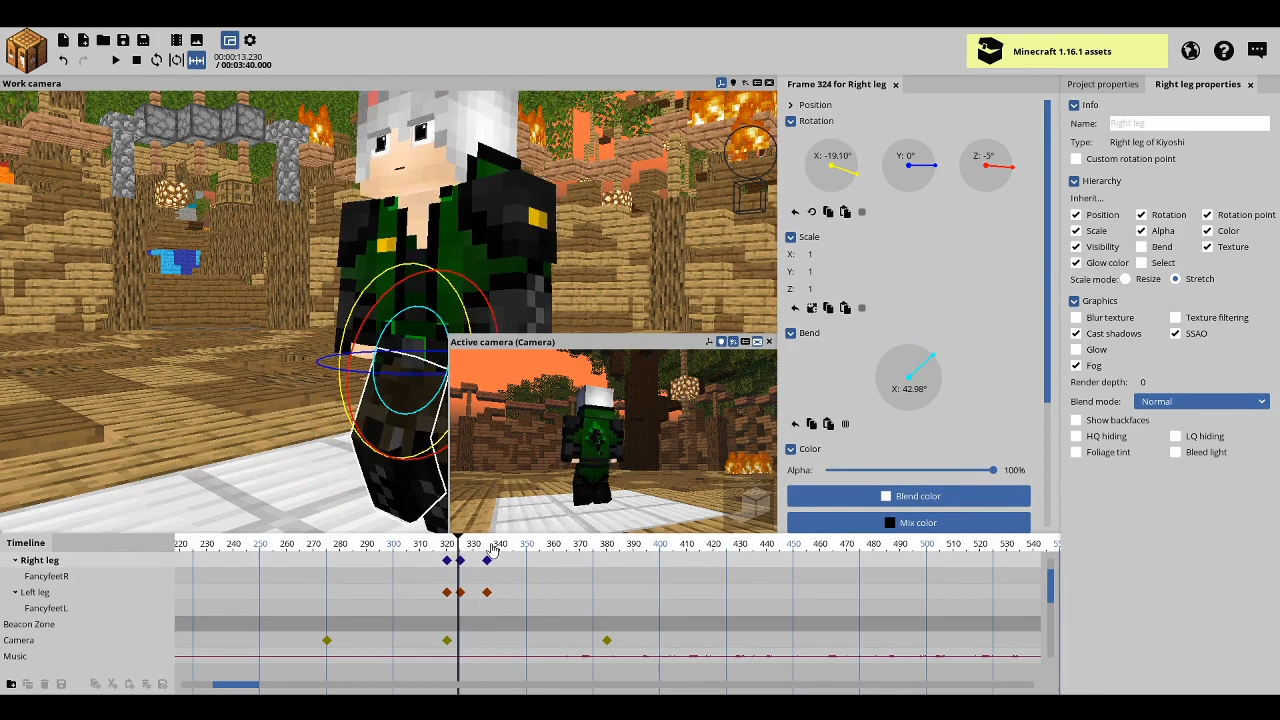 00:00:13.230
/ 00:03:40.000
Minecraft 1.16.1 assets
Work camera
Frame 324 for Right leg
Project properties
Right leg properties
Position
Rotation
X: -19.10°
Y: 0°
Z: -5°
Scale
X: 1
Y: 1
Z: 1
Bend
X: 42.98°
Color
Alpha: 100%
Blend color
Mix color
Info
Name: Right leg
Type: Right leg of Kiyoshi
Custom rotation point
Hierarchy
Inherit...
Position Rotation Rotation point
Scale Alpha Color
Visibility Bend Texture
Glow color Select
Scale mode: Resize Stretch
Graphics
Blur texture Texture filtering
Cast shadows SSAO
Glow
Fog
Render depth: 0
Blend mode: Normal
Show backfaces
HQ hiding LQ hiding
Foliage tint Bleed light
Active camera (Camera)
Timeline
220 230 240 250 260 270 280 290 300 310 320 330 340 350 360 370 380 390 400 410 420 430 440 450 460 470 480 490 500 510 520 530 540 55
Right leg
FancyfeetR
Left leg
FancyfeetL
Beacon Zone
Camera
Music